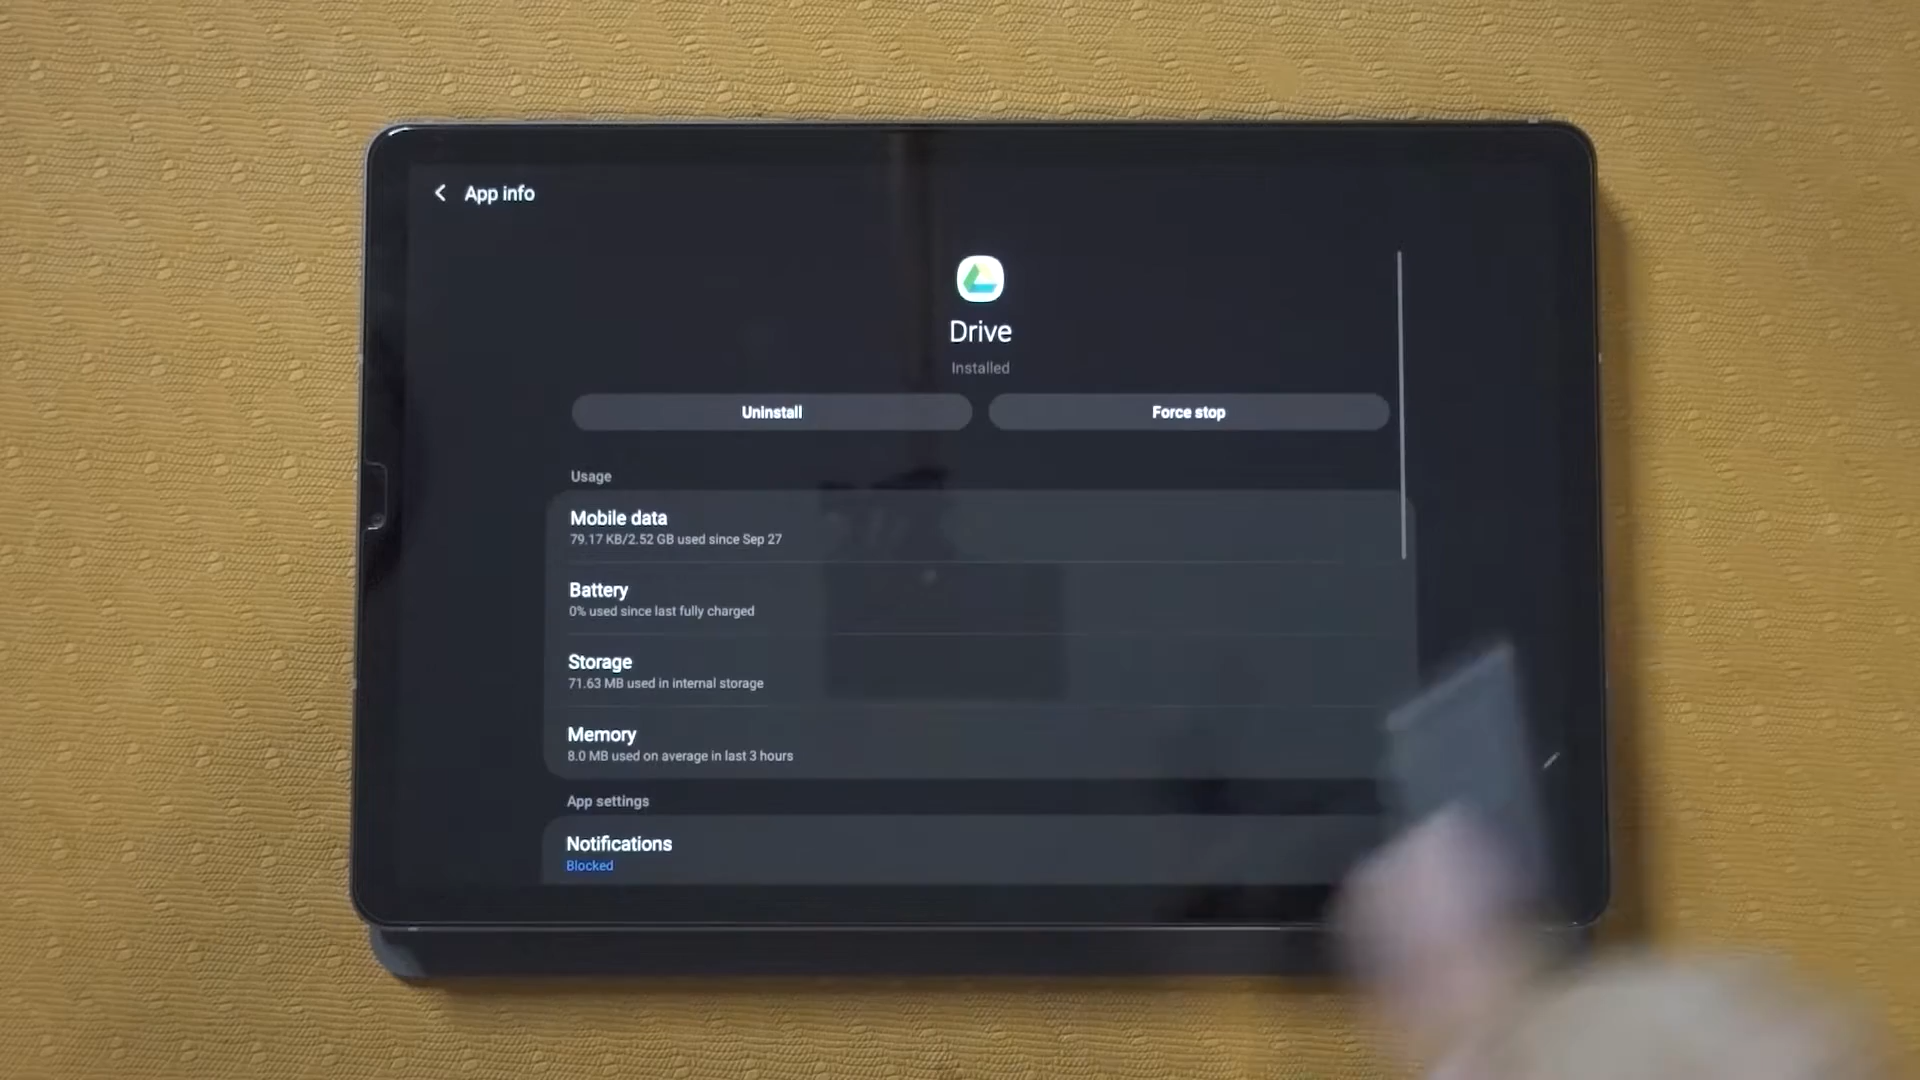 App info
Drive
Installed
Uninstall
Force stop
Usage
Mobile data
79.17 KB/2.52 GB used since Sep 27
Battery
0% used since last fully charged
Storage
71.63 MB used in internal storage
Memory
8.0 MB used on average in last 3 hours
App settings
Notifications
Blocked